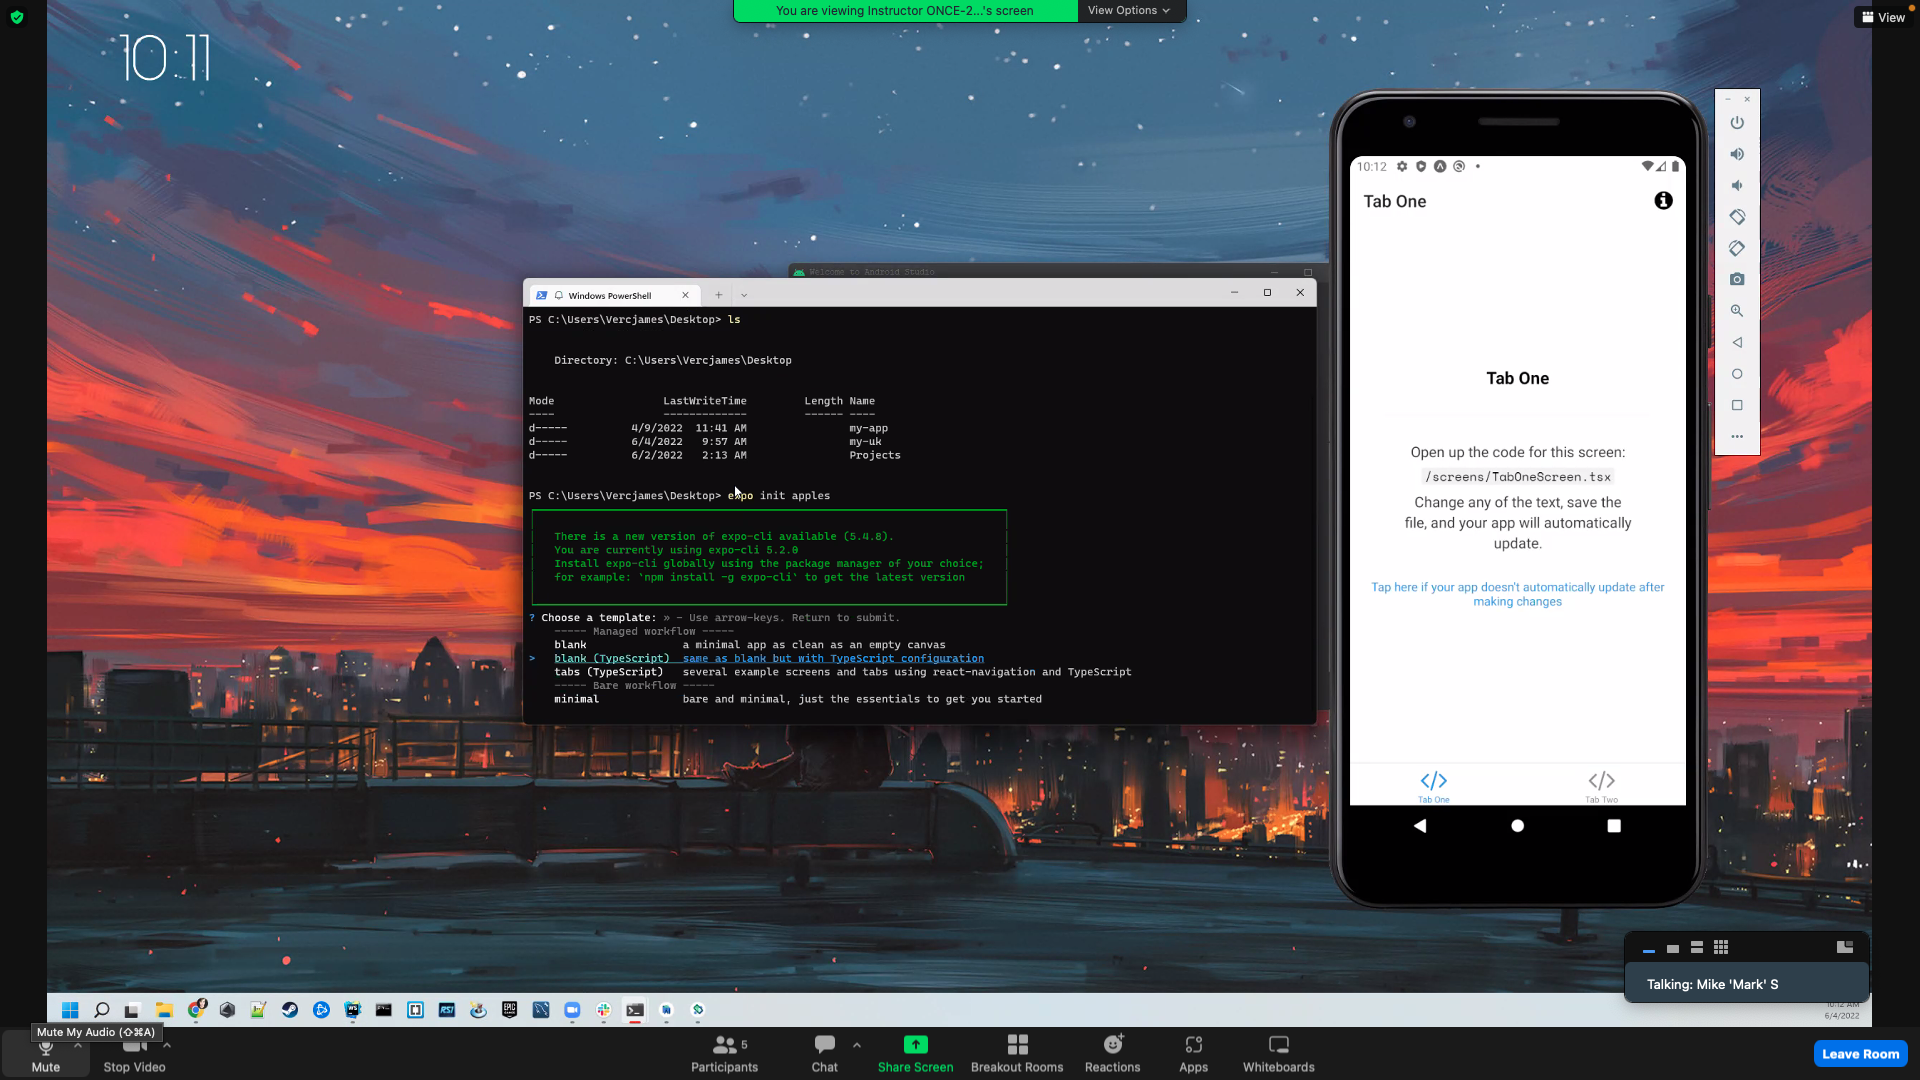 You are viewing Instructor ONCE-2...'s screen
View Options
View
10:11
Welcome to Android Studio
Windows PowerShell
PS C:\Users\Vercjames\Desktop> ls
Directory: C:\Users\Vercjames\Desktop
Mode                 LastWriteTime         Length Name
----                 -------------         ------ ----
d-----          4/9/2022  11:41 AM                my-app
d-----          6/4/2022   9:57 AM                my-uk
d-----          6/2/2022   2:13 AM                Projects
PS C:\Users\Vercjames\Desktop> expo init apples
There is a new version of expo-cli available (5.4.8).
You are currently using expo-cli 5.2.0
Install expo-cli globally using the package manager of your choice;
for example: `npm install -g expo-cli` to get the latest version
? Choose a template: » - Use arrow-keys. Return to submit.
----- Managed workflow -----
blank               a minimal app as clean as an empty canvas
>   blank (TypeScript)  same as blank but with TypeScript configuration
tabs (TypeScript)   several example screens and tabs using react-navigation and TypeScript
----- Bare workflow -----
minimal             bare and minimal, just the essentials to get you started
10:12
Tab One
Tab One
Open up the code for this screen:
/screens/TabOneScreen.tsx
Change any of the text, save the
file, and your app will automatically
update.
Tap here if your app doesn't automatically update after
making changes
Tab One
Tab Two
Talking: Mike 'Mark' S
10:12 AM
6/4/2022
RSI
EPIC
Mute My Audio (⇧⌘A)
Mute
Stop Video
5
Participants
Chat
Share Screen
Breakout Rooms
Reactions
Apps
Whiteboards
Leave Room